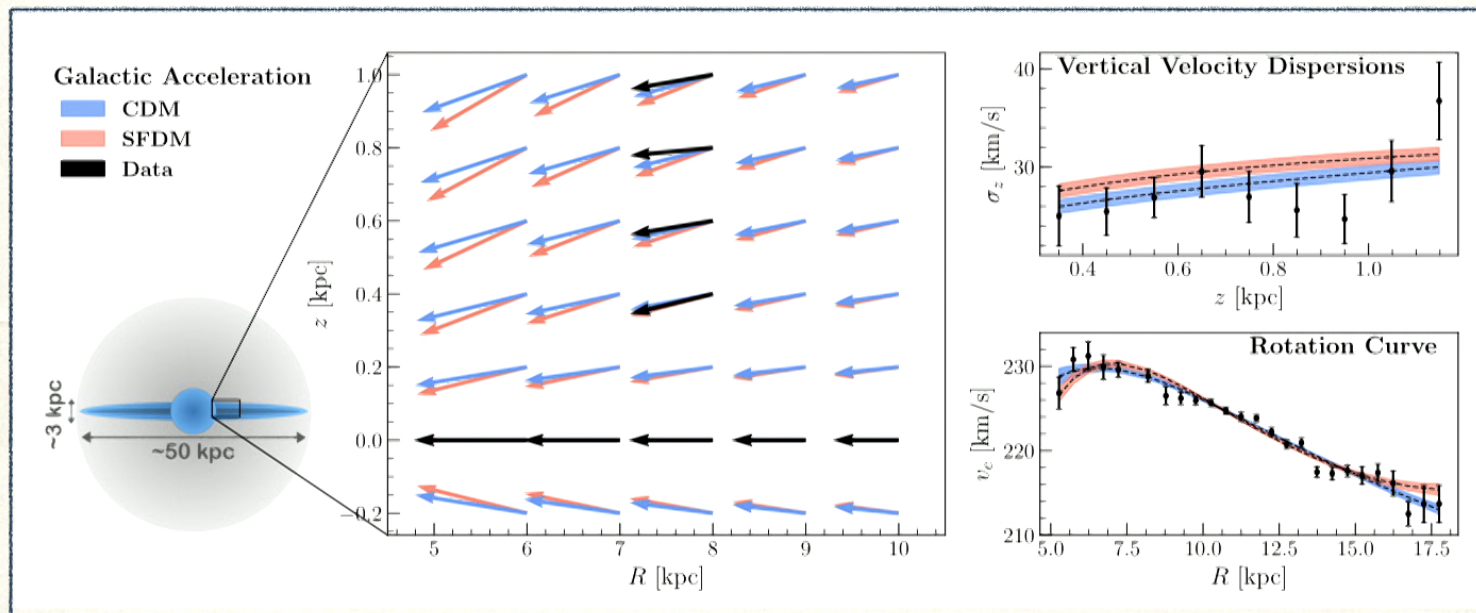 Galactic Acceleration
CDM
SFDM
Data
~3 kpc
~50 kpc
z [kpc]
1.0
0.8
0.6
0.4
0.2
0.0
−0.2
5 6 7 8 9 10
R [kpc]
Vertical Velocity Dispersions
σz [km/s]
40
30
0.4 0.6 0.8 1.0
z [kpc]
Rotation Curve
vc [km/s]
230
220
210
5.0 7.5 10.0 12.5 15.0 17.5
R [kpc]